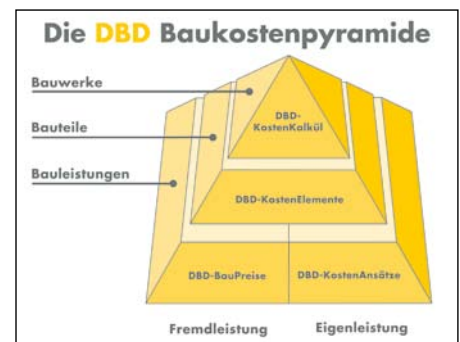 Die DBD Baukostenpyramide
Bauwerke
DBD-
KostenKalkül
Bauteile
Bauleistungen
DBD-KostenElemente
DBD-BauPreise DBD-KostenAnsätze
Fremdleistung Eigenleistung